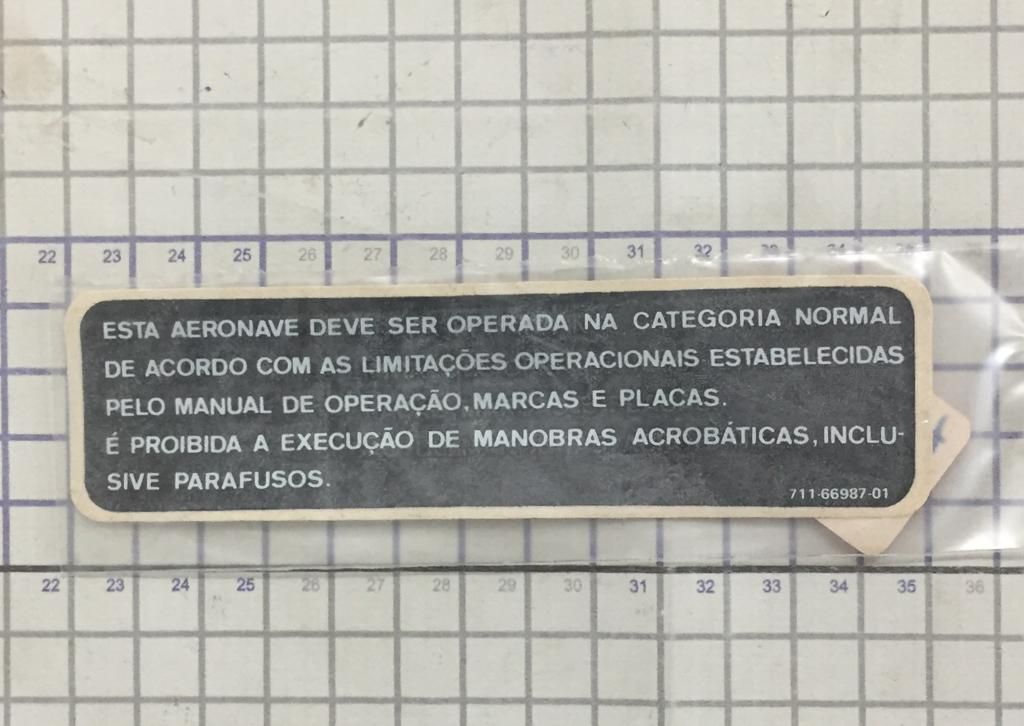 22 23 24 25 26 27 28 29 30 31 32 33 34
ESTA AERONAVE DEVE SER OPERADA NA CATEGORIA NORMAL
DE ACORDO COM AS LIMITAÇÕES OPERACIONAIS ESTABELECIDAS
PELO MANUAL DE OPERAÇÃO, MARCAS E PLACAS.
É PROIBIDA A EXECUÇÃO DE MANOBRAS ACROBÁTICAS, INCLU-
SIVE PARAFUSOS.
711-66987-01
22 23 24 25 26 27 28 29 30 31 32 33 34 35 36